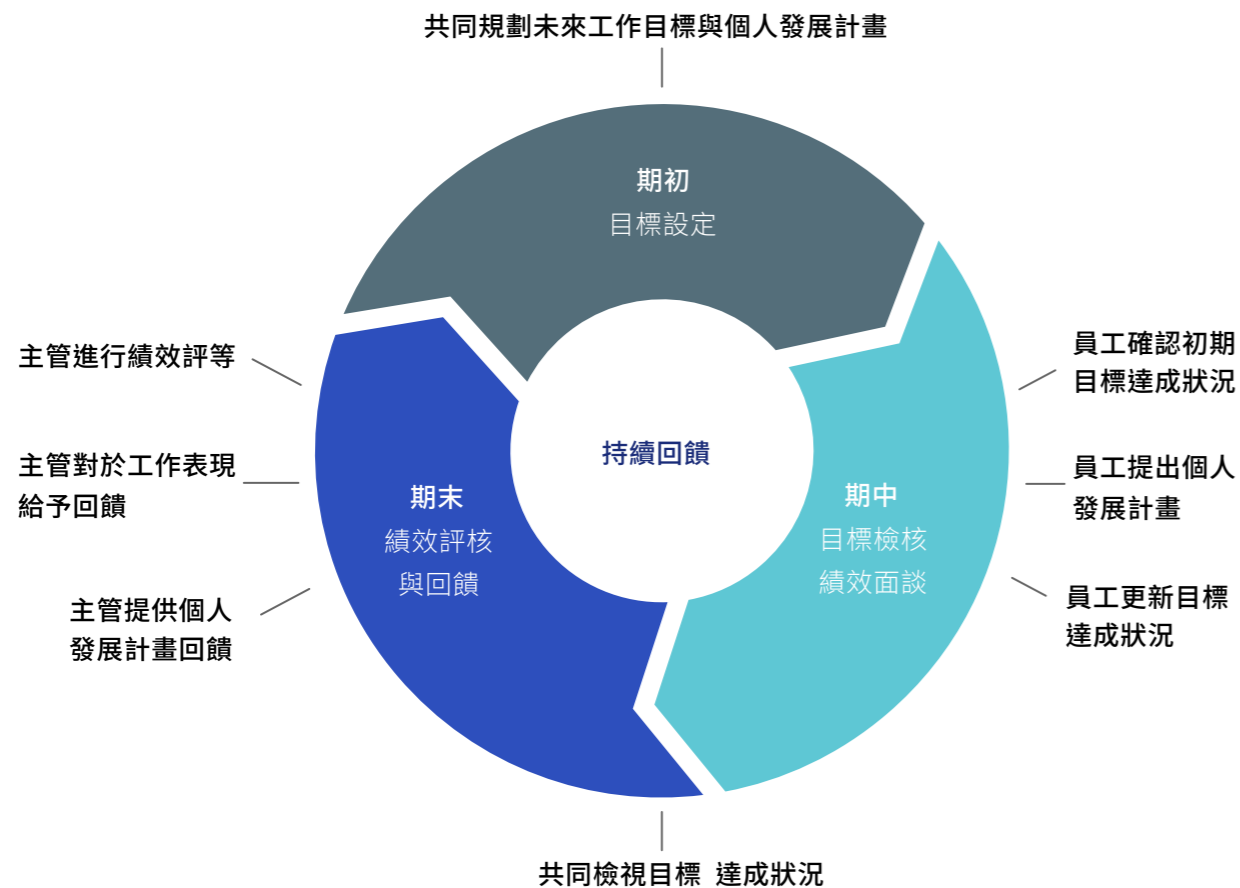 共同規劃未來工作目標與個人發展計畫
期初
目標設定
員工確認初期
目標達成狀況
員工提出個人
發展計畫
員工更新目標
達成狀況
期中
目標檢核
績效面談
持續回饋
期末
績效評核
與回饋
主管進行績效評等
主管對於工作表現
給予回饋
主管提供個人
發展計畫回饋
共同檢視目標 達成狀況